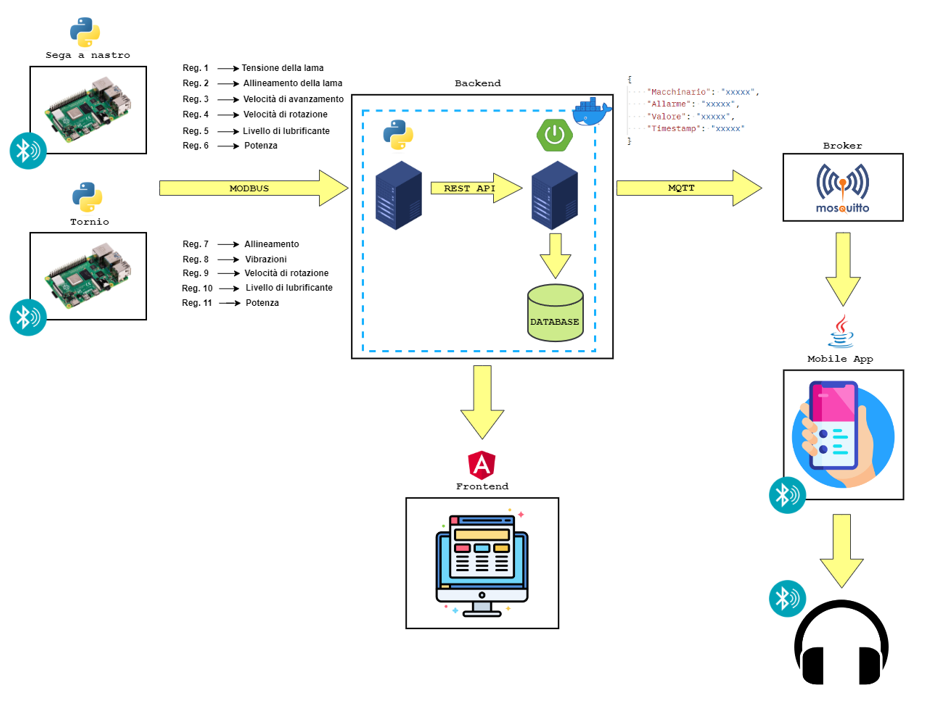 Sega a nastro
Reg. 1 Tensione della lama
Reg. 2 Allineamento della lama
Reg. 3 Velocità di avanzamento
Reg. 4 Velocità di rotazione
Reg. 5 Livello di lubrificante
Reg. 6 Potenza
Tornio
MODBUS
Reg. 7 Allineamento
Reg. 8 Vibrazioni
Reg. 9 Velocità di rotazione
Reg. 10 Livello di lubrificante
Reg. 11 Potenza
Backend
REST API
DATABASE
{
"Macchinario": "xxxxx",
"Allarme": "xxxxx",
"Valore": "xxxxx",
"Timestamp": "xxxxx"
}
MQTT
Broker
mosquitto
Mobile App
Frontend